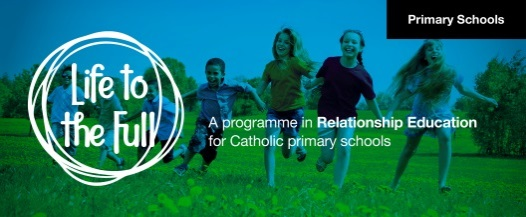 Primary Schools
Life to
the Full
A programme in Relationship Education
for Catholic primary schools